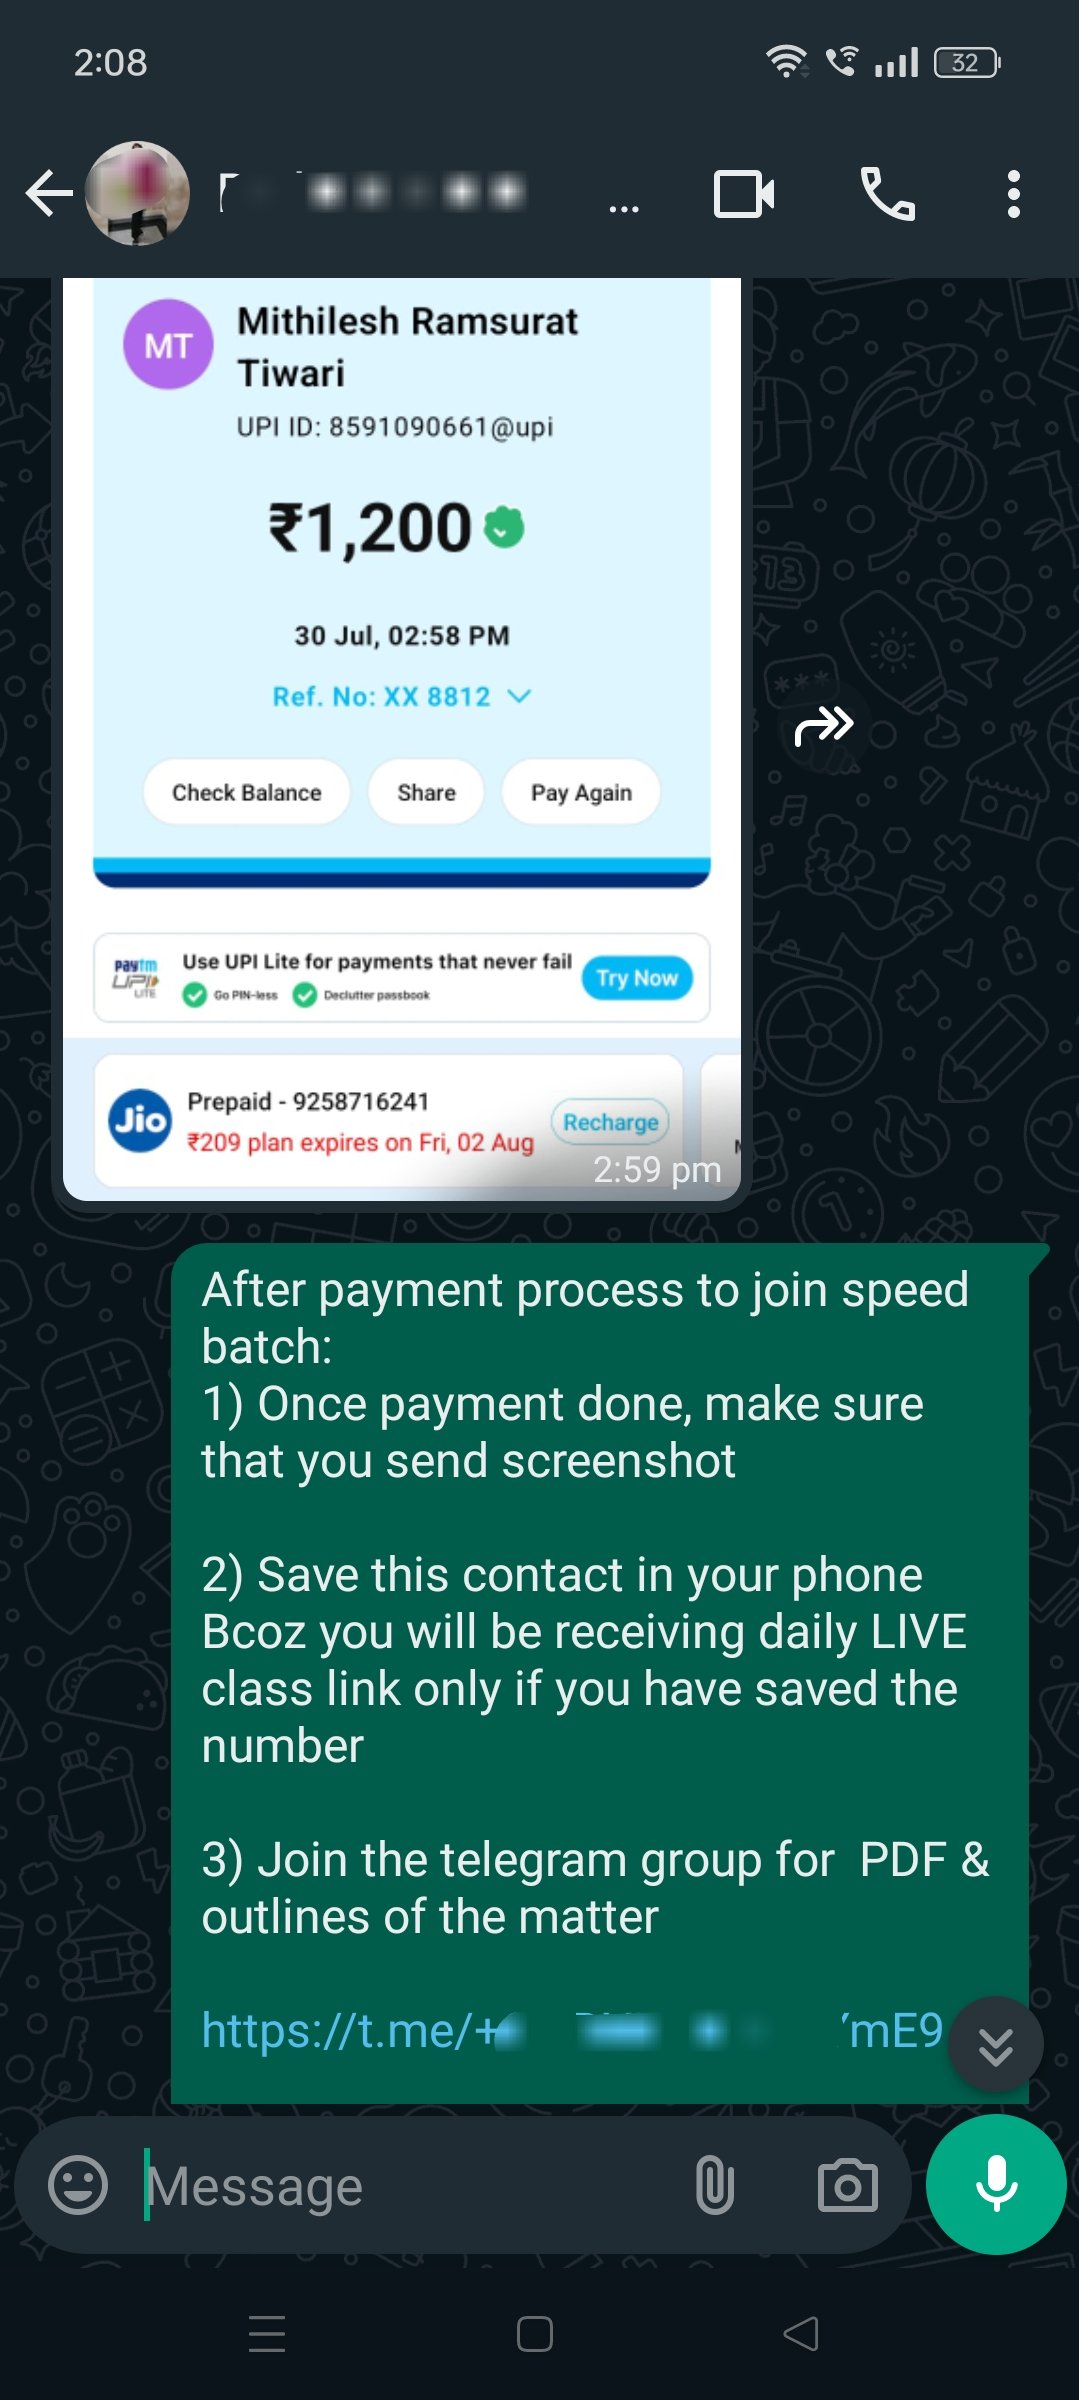 2:08
32
...
MT
Mithilesh Ramsurat
Tiwari
UPI ID: 8591090661@upi
₹1,200
30 Jul, 02:58 PM
Ref. No: XX 8812
Check Balance
Share
Pay Again
paytm
UPI
LITE
Use UPI Lite for payments that never fail
Go PIN-less
Declutter passbook
Try Now
Jio
Prepaid - 9258716241
₹209 plan expires on Fri, 02 Aug
Recharge
2:59 pm
After payment process to join speed
batch:
1) Once payment done, make sure
that you send screenshot
2) Save this contact in your phone
Bcoz you will be receiving daily LIVE
class link only if you have saved the
number
3) Join the telegram group for  PDF &
outlines of the matter
https://t.me/+ mE9
Message